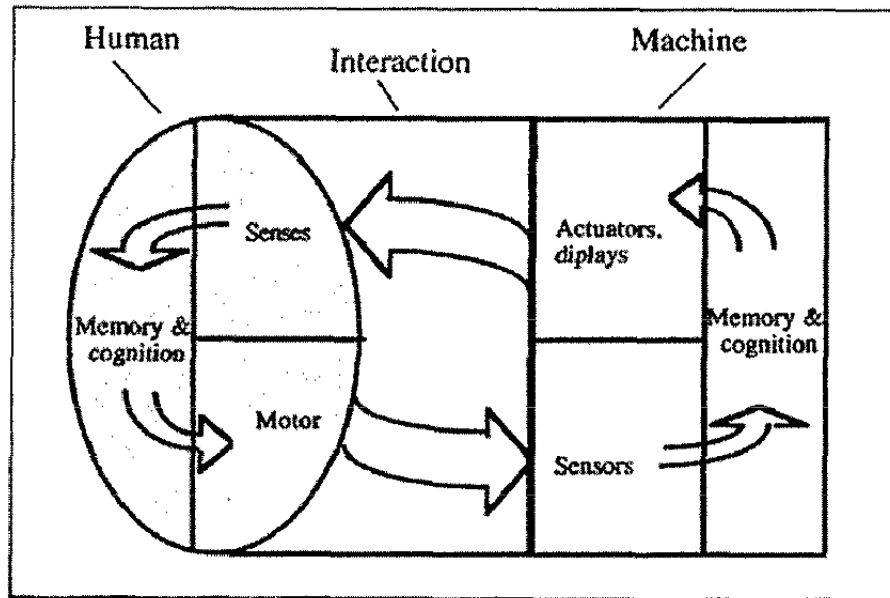 Human
Interaction
Machine
Senses
Actuators,
diplays
Memory &
cognition
Memory &
cognition
Motor
Sensors